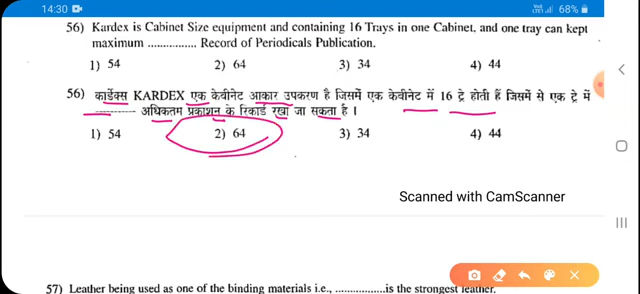 14:30
68%
56) Kardex is Cabinet Size equipment and containing 16 Trays in one Cabinet, and one tray can kept
maximum ............... Record of Periodicals Publication.
1) 54 2) 64 3) 34 4) 44
56) कार्डेक्स KARDEX एक केवीनेट आकार उपकरण है जिसमें एक केवीनेट में 16 ट्रे होती हैं जिसमें से एक ट्रे में
---------- अधिकतम प्रकाशन के रिकार्ड रखा जा सकता है ।
1) 54 2) 64 3) 34 4) 44
Scanned with CamScanner
57) Leather being used as one of the binding materials i.e., .................is the strongest leather.